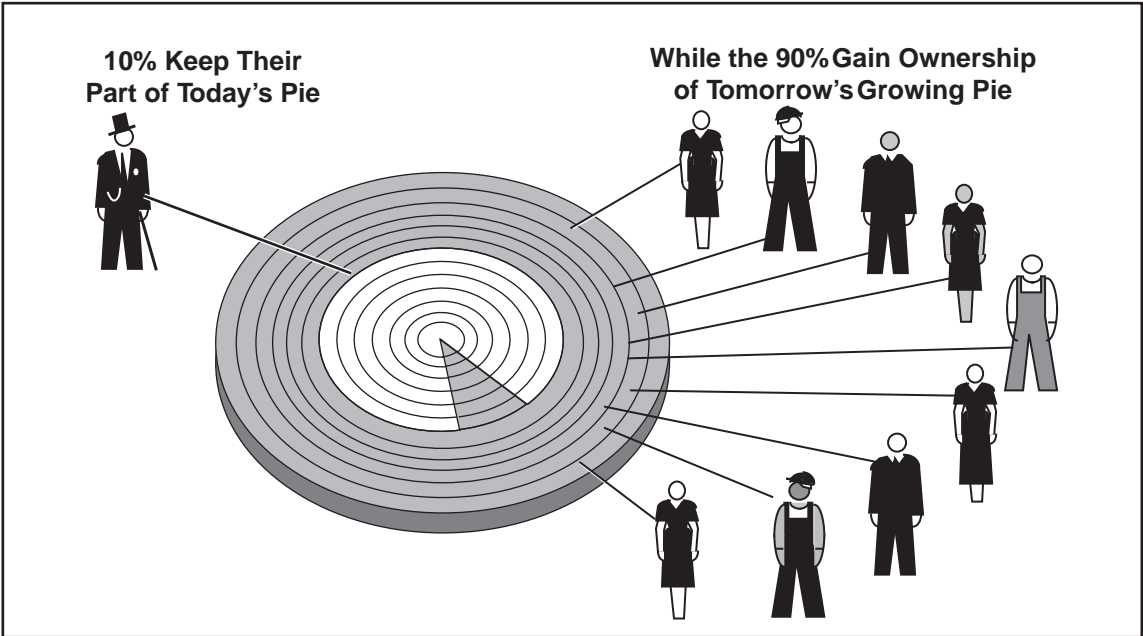 10% Keep Their
Part of Today's Pie
While the 90% Gain Ownership
of Tomorrow's Growing Pie